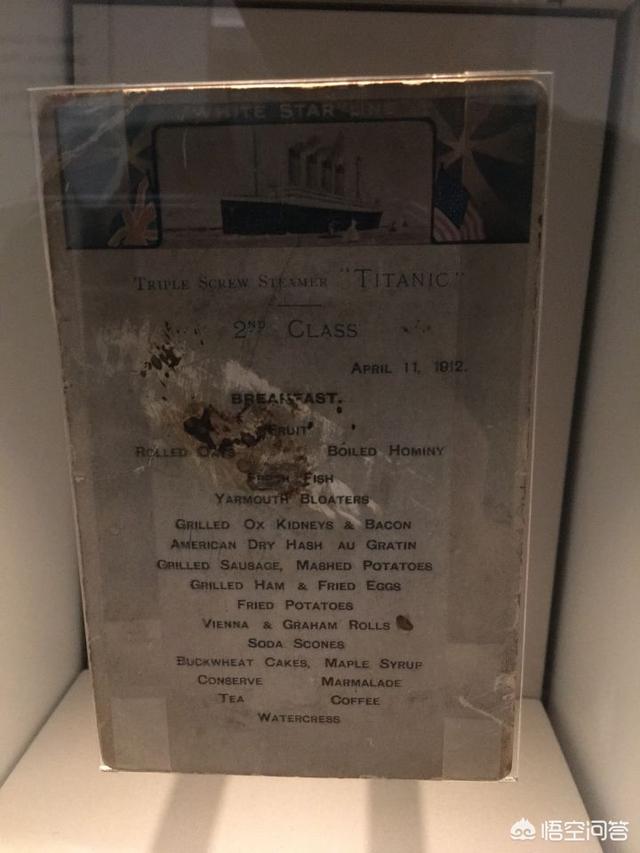 WHITE STAR LINE
TRIPLE SCREW STEAMER "TITANIC"
2ND CLASS
APRIL 11, 1912.
BREAKFAST.
FRUIT
ROLLED OATS BOILED HOMINY
FRESH FISH
YARMOUTH BLOATERS
GRILLED OX KIDNEYS & BACON
AMERICAN DRY HASH AU GRATIN
GRILLED SAUSAGE, MASHED POTATOES
GRILLED HAM & FRIED EGGS
FRIED POTATOES
VIENNA & GRAHAM ROLLS
SODA SCONES
BUCKWHEAT CAKES, MAPLE SYRUP
CONSERVE MARMALADE
TEA COFFEE
WATERCRESS
悟空问答